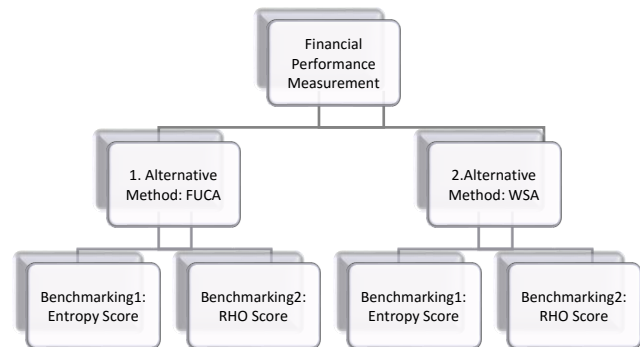 Financial
Performance
Measurement
1. Alternative
Method: FUCA
2.Alternative
Method: WSA
Benchmarking1:
Entropy Score
Benchmarking2:
RHO Score
Benchmarking1:
Entropy Score
Benchmarking2:
RHO Score